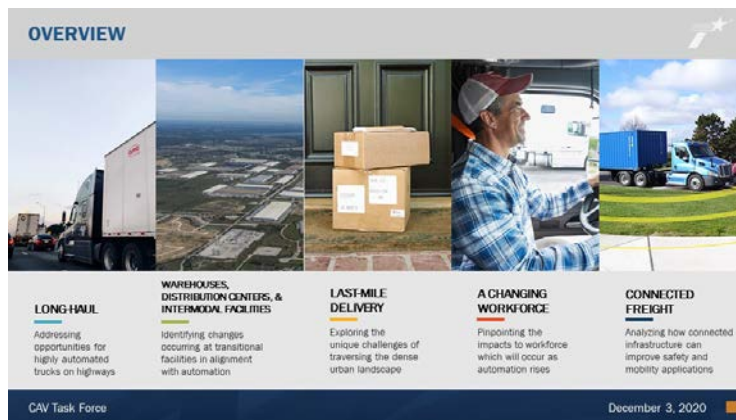 OVERVIEW
LONG-HAUL
Addressing
opportunities for
highly automated
trucks on highways
WAREHOUSES,
DISTRIBUTION CENTERS, &
INTERMODAL FACILITIES
Identifying changes
occurring at transitional
facilities in alignment
with automation
LAST-MILE
DELIVERY
Exploring the
unique challenges of
traversing the dense
urban landscape
A CHANGING
WORKFORCE
Pinpointing the
impacts to workforce
which will occur as
automation rises
CONNECTED
FREIGHT
Analyzing how connected
infrastructure can
improve safety and
mobility applications
CAV Task Force
December 3, 2020